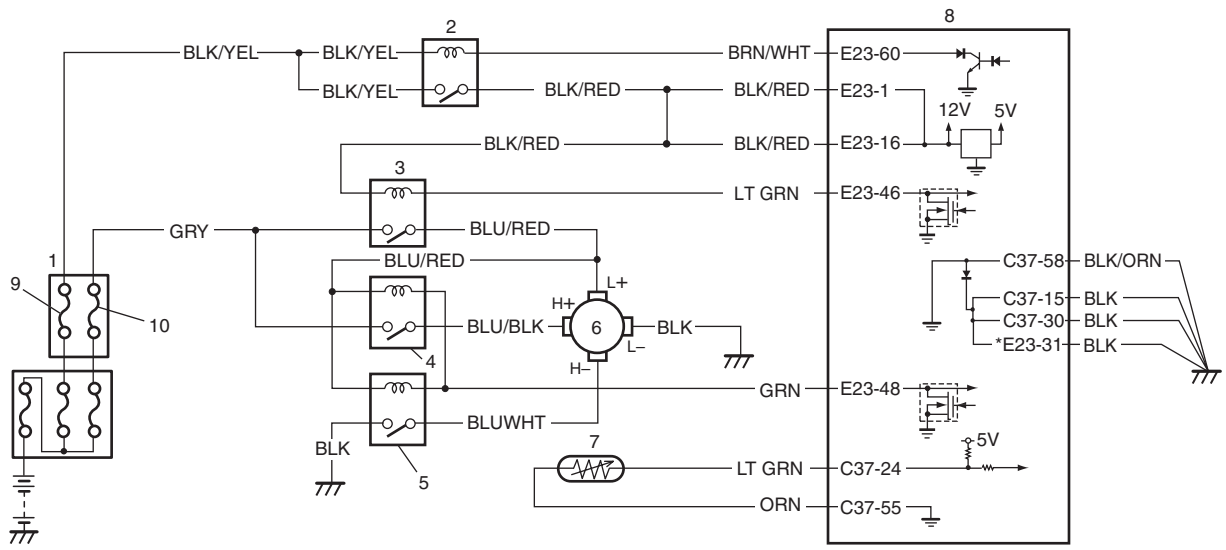 8
2
BLK/YEL BLK/YEL BRN/WHT E23-60
BLK/YEL BLK/RED BLK/RED E23-1
12V 5V
BLK/RED BLK/RED E23-16
3
LT GRN E23-46
GRY BLU/RED
BLU/RED C37-58 BLK/ORN
1
9 10
L+
H+
C37-15 BLK
C37-30 BLK
BLU/BLK 6 BLK
*E23-31 BLK
L–
4
H–
GRN E23-48
BLUWHT
BLK
5
7
5V
LT GRN C37-24
ORN C37-55